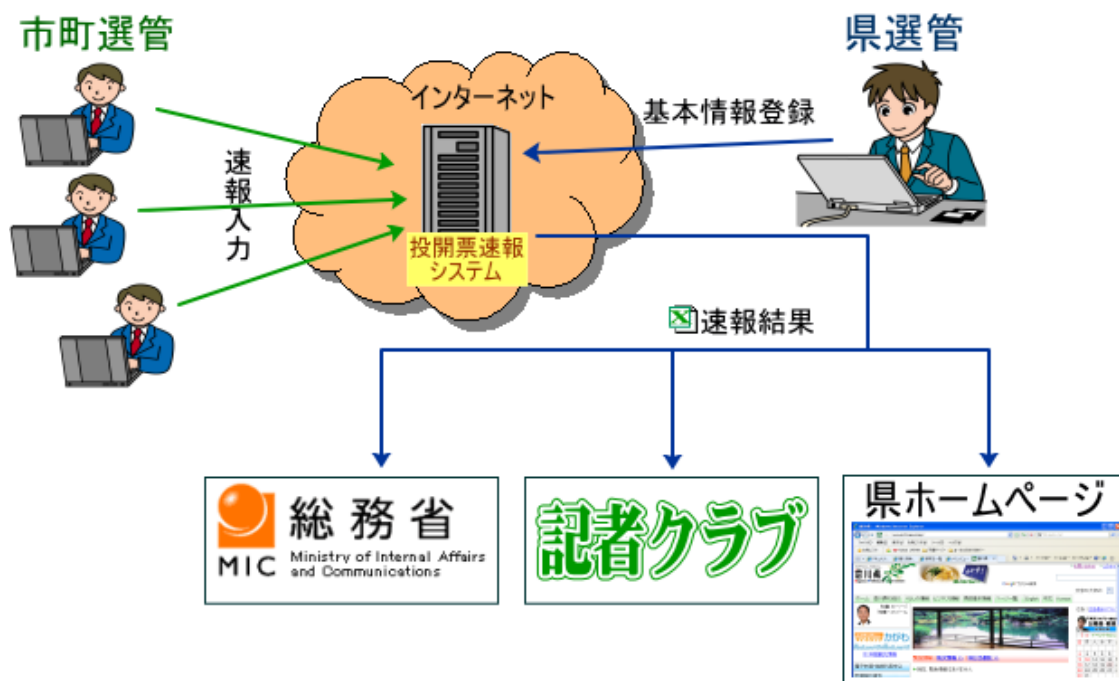 市町選管
県選管
インターネット
基本情報登録
速報入力
投開票速報
システム
速報結果
総務省
MIC
Ministry of Internal Affairs
and Communications
記者クラブ
県ホームページ